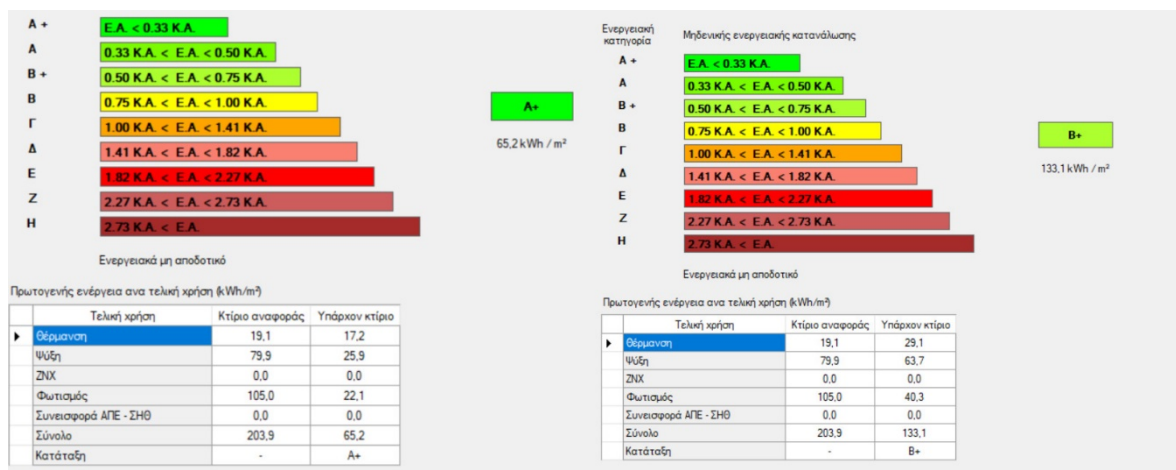 A + Ε.Α. < 0.33 Κ.Α.
A 0.33 Κ.Α. < Ε.Α. < 0.50 Κ.Α.
B + 0.50 Κ.Α. < Ε.Α. < 0.75 Κ.Α.
B 0.75 Κ.Α. < Ε.Α. < 1.00 Κ.Α.
Γ 1.00 Κ.Α. < Ε.Α. < 1.41 Κ.Α.
Δ 1.41 Κ.Α. < Ε.Α. < 1.82 Κ.Α.
E 1.82 Κ.Α. < Ε.Α. < 2.27 Κ.Α.
Z 2.27 Κ.Α. < Ε.Α. < 2.73 Κ.Α.
H 2.73 Κ.Α. < Ε.Α.
A+
65,2 kWh / m²
Ενεργειακά μη αποδοτικό
Πρωτογενής ενέργεια ανα τελική χρήση (kWh/m²)
Τελική χρήση Κτίριο αναφοράς Υπάρχον κτίριο
Θέρμανση 19,1 17,2
Ψύξη 79,9 25,9
ΖΝΧ 0,0 0,0
Φωτισμός 105,0 22,1
Συνεισφορά ΑΠΕ - ΣΗΘ 0,0 0,0
Σύνολο 203,9 65,2
Κατάταξη - A+
Ενεργειακή
κατηγορία
Μηδενικής ενεργειακής κατανάλωσης
A + Ε.Α. < 0.33 Κ.Α.
A 0.33 Κ.Α. < Ε.Α. < 0.50 Κ.Α.
B + 0.50 Κ.Α. < Ε.Α. < 0.75 Κ.Α.
B 0.75 Κ.Α. < Ε.Α. < 1.00 Κ.Α.
Γ 1.00 Κ.Α. < Ε.Α. < 1.41 Κ.Α.
Δ 1.41 Κ.Α. < Ε.Α. < 1.82 Κ.Α.
E 1.82 Κ.Α. < Ε.Α. < 2.27 Κ.Α.
Z 2.27 Κ.Α. < Ε.Α. < 2.73 Κ.Α.
H 2.73 Κ.Α. < Ε.Α.
B+
133,1 kWh / m²
Ενεργειακά μη αποδοτικό
Πρωτογενής ενέργεια ανα τελική χρήση (kWh/m²)
Τελική χρήση Κτίριο αναφοράς Υπάρχον κτίριο
Θέρμανση 19,1 29,1
Ψύξη 79,9 63,7
ΖΝΧ 0,0 0,0
Φωτισμός 105,0 40,3
Συνεισφορά ΑΠΕ - ΣΗΘ 0,0 0,0
Σύνολο 203,9 133,1
Κατάταξη - B+